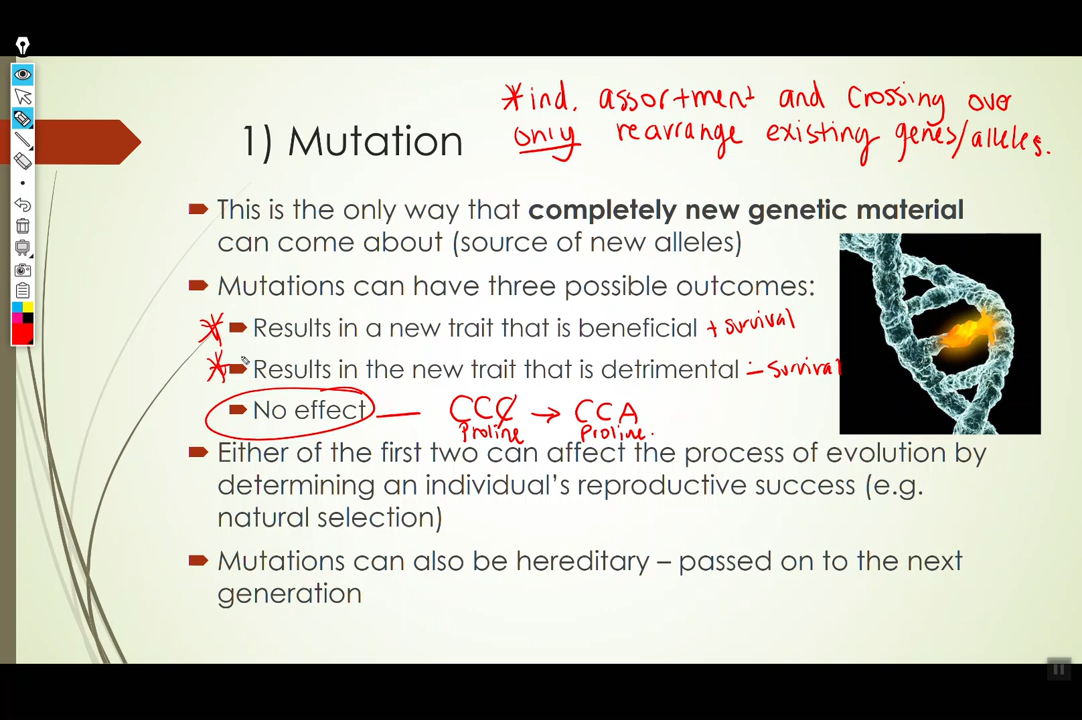 *ind. assortment and crossing over
only rearrange existing genes/alleles.
1) Mutation
This is the only way that completely new genetic material
can come about (source of new alleles)
Mutations can have three possible outcomes:
* Results in a new trait that is beneficial + survival
* Results in the new trait that is detrimental - survival
No effect — CCC → CCA
Proline Proline.
Either of the first two can affect the process of evolution by
determining an individual's reproductive success (e.g.
natural selection)
Mutations can also be hereditary – passed on to the next
generation